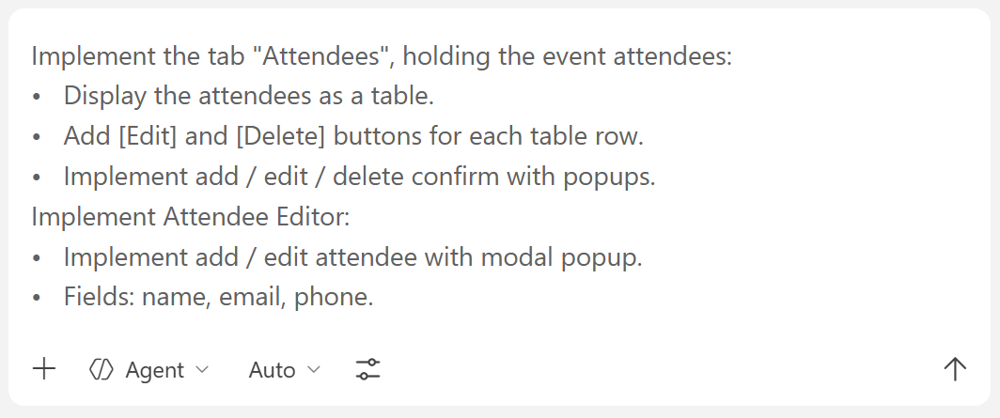 Implement the tab "Attendees", holding the event attendees:
• Display the attendees as a table.
• Add [Edit] and [Delete] buttons for each table row.
• Implement add / edit / delete confirm with popups.
Implement Attendee Editor:
• Implement add / edit attendee with modal popup.
• Fields: name, email, phone.
Agent Auto